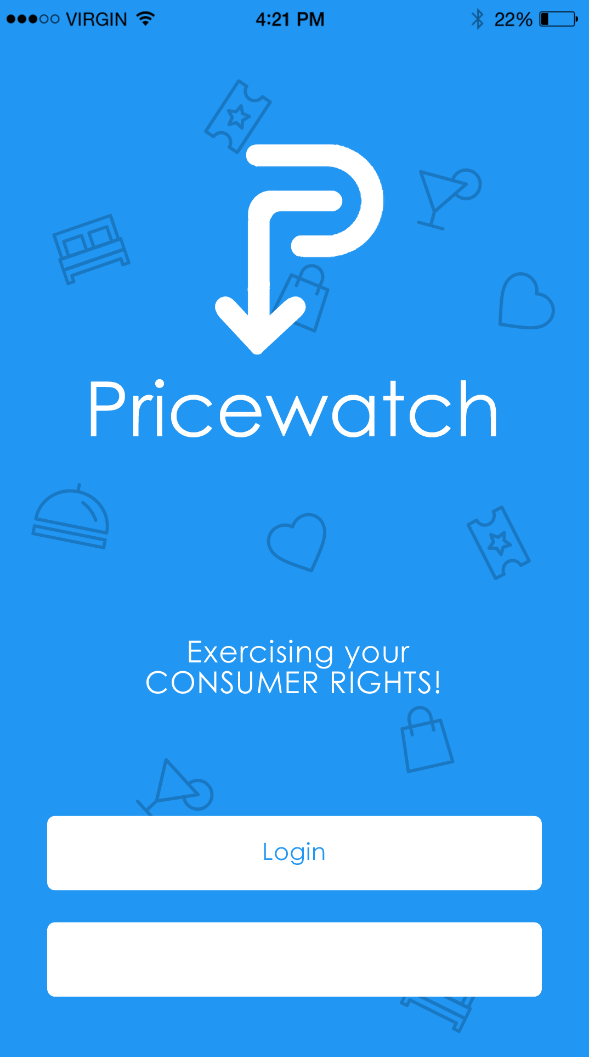 VIRGIN 4:21 PM 22%
Pricewatch
Exercising your
CONSUMER RIGHTS!
Login